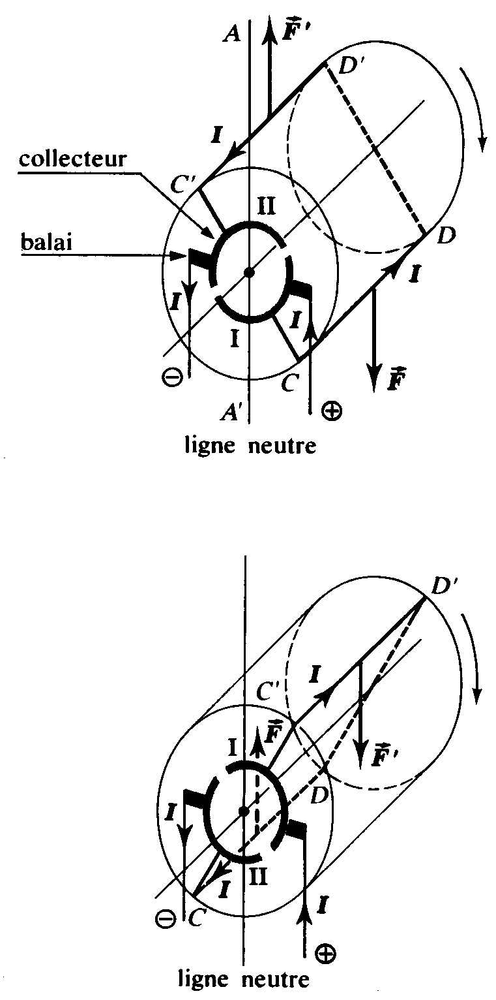 A
F'
D'
I
collecteur
C'
II
balai
D
I
I
I
I
⊖
C
F
A'
⊕
ligne neutre
D'
I
C'
F
I
F'
D
I
I
II
I
⊖
C
⊕
ligne neutre